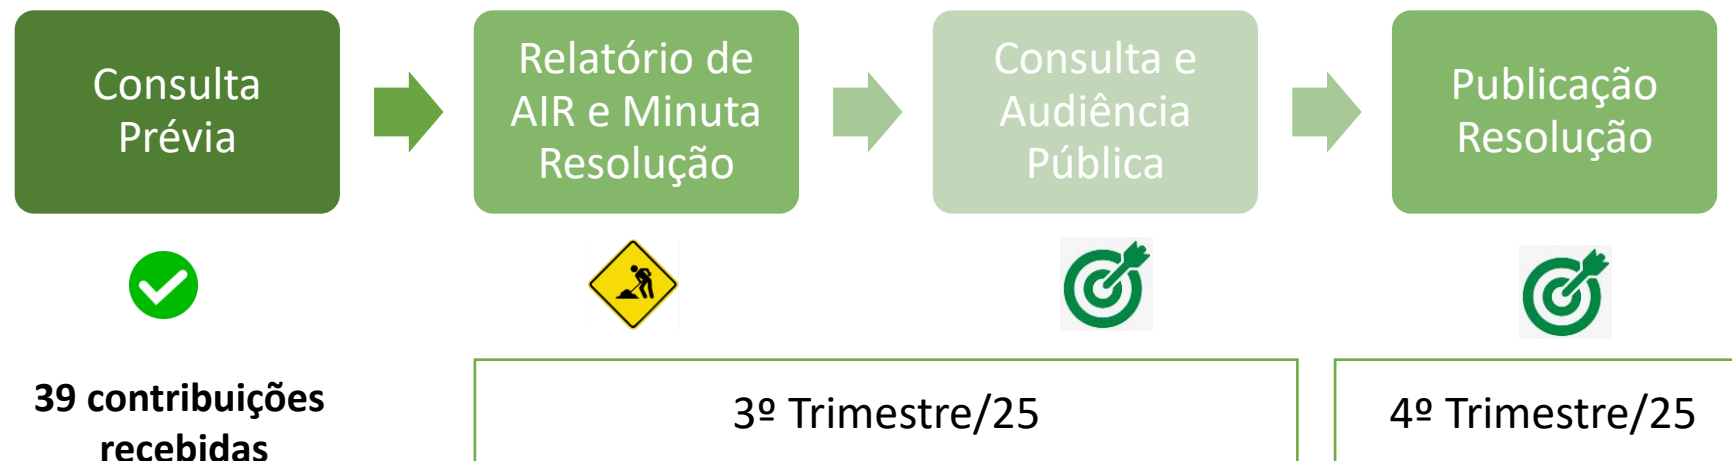 Consulta
Prévia
Relatório de
AIR e Minuta
Resolução
Consulta e
Audiência
Pública
Publicação
Resolução
39 contribuições
recebidas
3º Trimestre/25
4º Trimestre/25